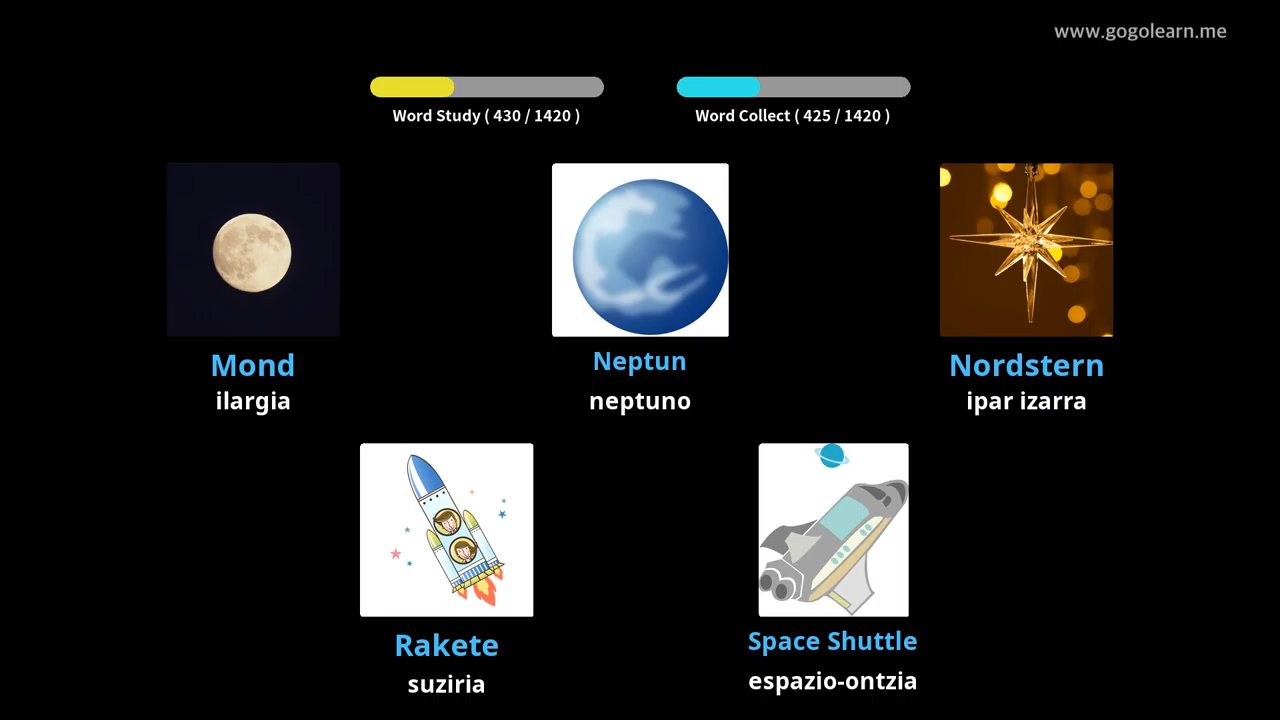 www.gogolearn.me
Word Study ( 430 / 1420 )
Word Collect ( 425 / 1420 )
Mond
ilargia
Neptun
neptuno
Nordstern
ipar izarra
Rakete
suziria
Space Shuttle
espazio-ontzia